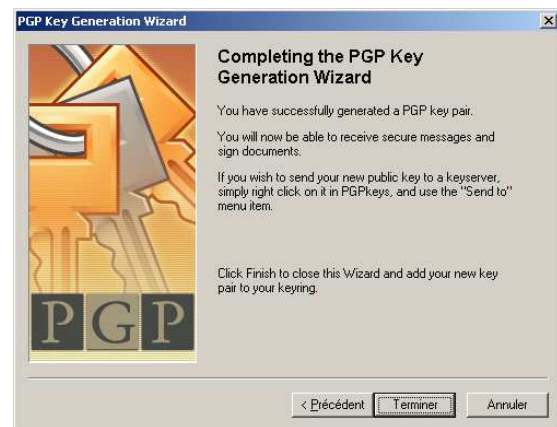 PGP Key Generation Wizard
Completing the PGP Key
Generation Wizard
You have successfully generated a PGP key pair.
You will now be able to receive secure messages and
sign documents.
If you wish to send your new public key to a keyserver,
simply right click on it in PGPkeys, and use the "Send to"
menu item.
Click Finish to close this Wizard and add your new key
pair to your keyring.
PGP
< Précédent Terminer Annuler